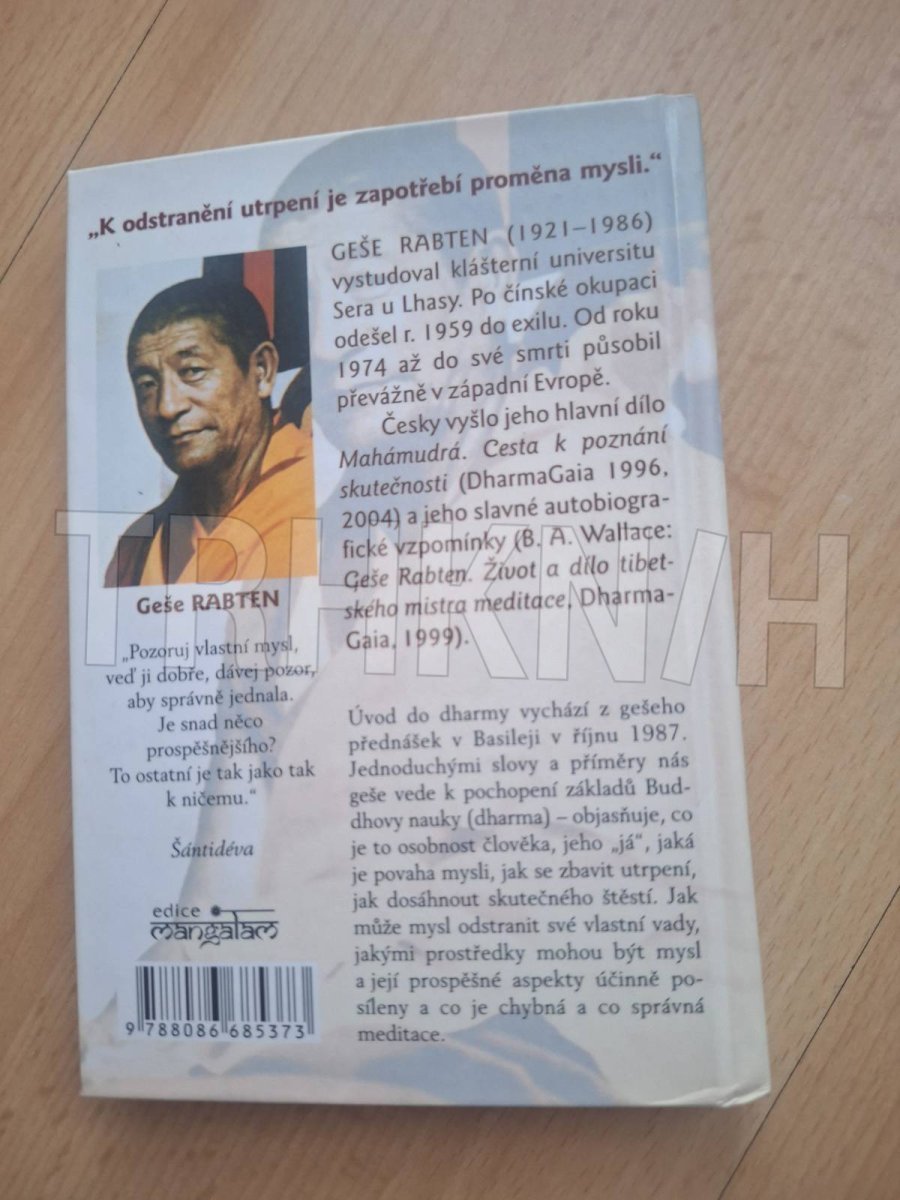 „K odstranění utrpení je zapotřebí proměna mysli.“
GEŠE RABTEN (1921–1986)
vystudoval klášterní universitu
Sera u Lhasy. Po čínské okupaci
odešel r. 1959 do exilu. Od roku
1974 až do své smrti působil
převážně v západní Evropě.
Česky vyšlo jeho hlavní dílo
Mahámudrá. Cesta k poznání
skutečnosti (DharmaGaia 1996,
2004) a jeho slavné autobiogra-
fické vzpomínky (B. A. Wallace:
Geše Rabten. Život a dílo tibet-
ského mistra meditace, Dharma-
Gaia, 1999).
Geše RABTEN
„Pozoruj vlastní mysl,
veď ji dobře, dávej pozor,
aby správně jednala.
Je snad něco
prospěšnějšího?
To ostatní je tak jako tak
k ničemu.“
Šántidéva
edice
mangalam
9 788086 685373
Úvod do dharmy vychází z gešeho
přednášek v Basileji v říjnu 1987.
Jednoduchými slovy a příměry nás
geše vede k pochopení základů Bud-
dhovy nauky (dharma) – objasňuje, co
je to osobnost člověka, jeho „já“, jaká
je povaha mysli, jak se zbavit utrpení,
jak dosáhnout skutečného štěstí. Jak
může mysl odstranit své vlastní vady,
jakými prostředky mohou být mysl
a její prospěšné aspekty účinně po-
síleny a co je chybná a co správná
meditace.
TRHKNIH